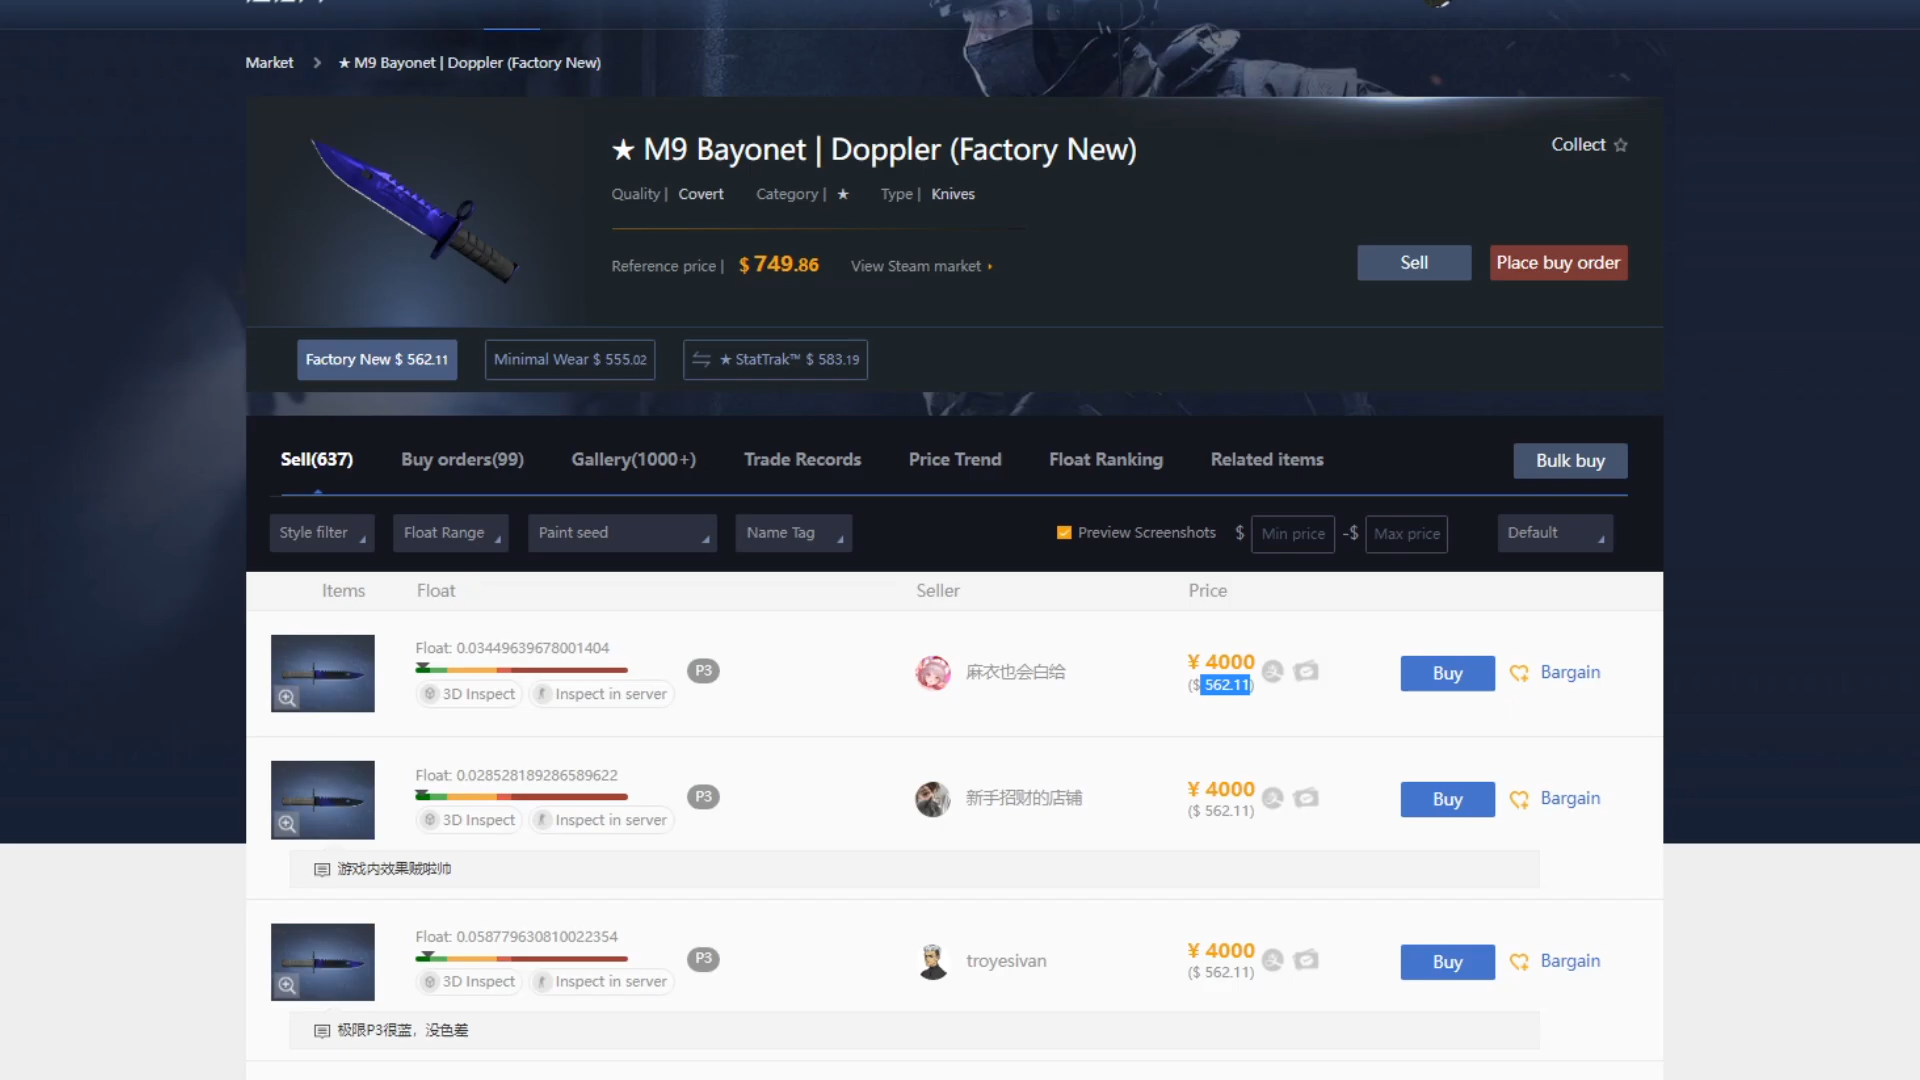 Market > ★ M9 Bayonet | Doppler (Factory New)
★ M9 Bayonet | Doppler (Factory New)
Collect
Quality | Covert Category | ★ Type | Knives
Reference price | $ 749.86 View Steam market
Sell
Place buy order
Factory New $ 562.11
Minimal Wear $ 555.02
★ StatTrak™ $ 583.19
Sell(637)
Buy orders(99)
Gallery(1000+)
Trade Records
Price Trend
Float Ranking
Related items
Bulk buy
Style filter
Float Range
Paint seed
Name Tag
Preview Screenshots
$ Min price -$ Max price
Default
Items Float Seller Price
Float: 0.03449639678001404
3D Inspect
Inspect in server
P3
麻衣也会白给
¥ 4000
($ 562.11)
Buy
Bargain
Float: 0.028528189286589622
3D Inspect
Inspect in server
P3
新手招财的店铺
¥ 4000
($ 562.11)
Buy
Bargain
游戏内效果贼啦帅
Float: 0.058779630810022354
3D Inspect
Inspect in server
P3
troyesivan
¥ 4000
($ 562.11)
Buy
Bargain
极限P3很蓝，没色差